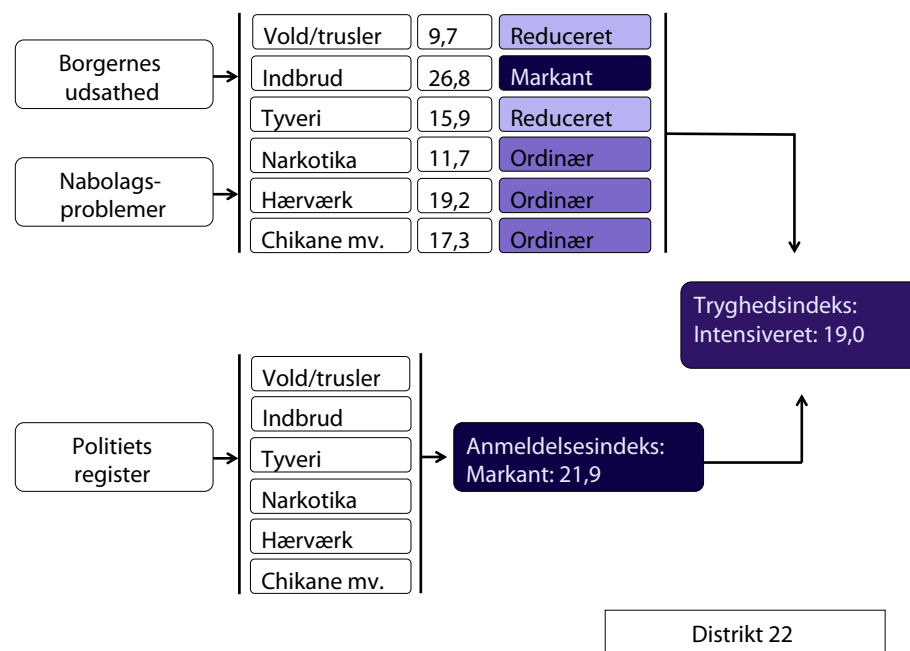 Borgernes
udsathed
Nabolags-
problemer
Vold/trusler 9,7 Reduceret
Indbrud 26,8 Markant
Tyveri 15,9 Reduceret
Narkotika 11,7 Ordinær
Hærværk 19,2 Ordinær
Chikane mv. 17,3 Ordinær
Tryghedsindeks:
Intensiveret: 19,0
Politiets
register
Vold/trusler
Indbrud
Tyveri
Narkotika
Hærværk
Chikane mv.
Anmeldelsesindeks:
Markant: 21,9
Distrikt 22